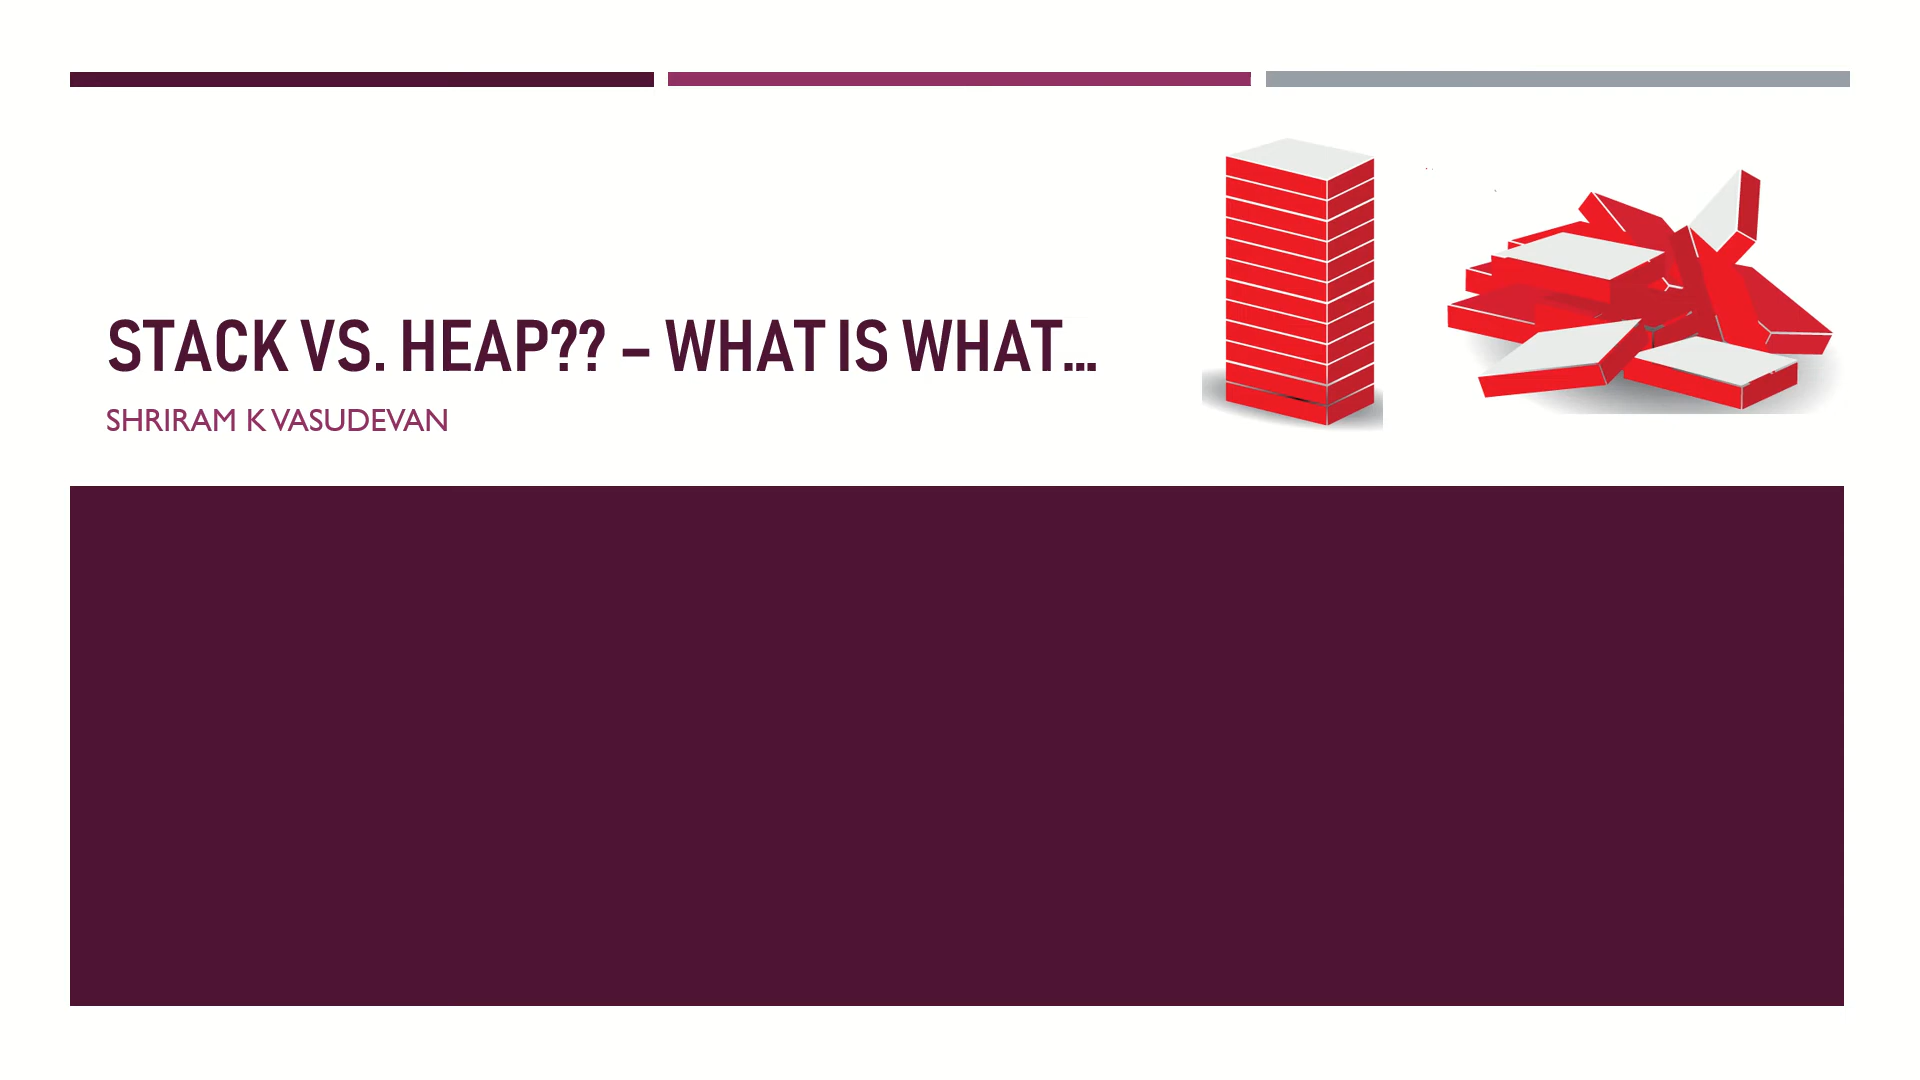 STACK VS. HEAP?? – WHAT IS WHAT...
SHRIRAM K VASUDEVAN